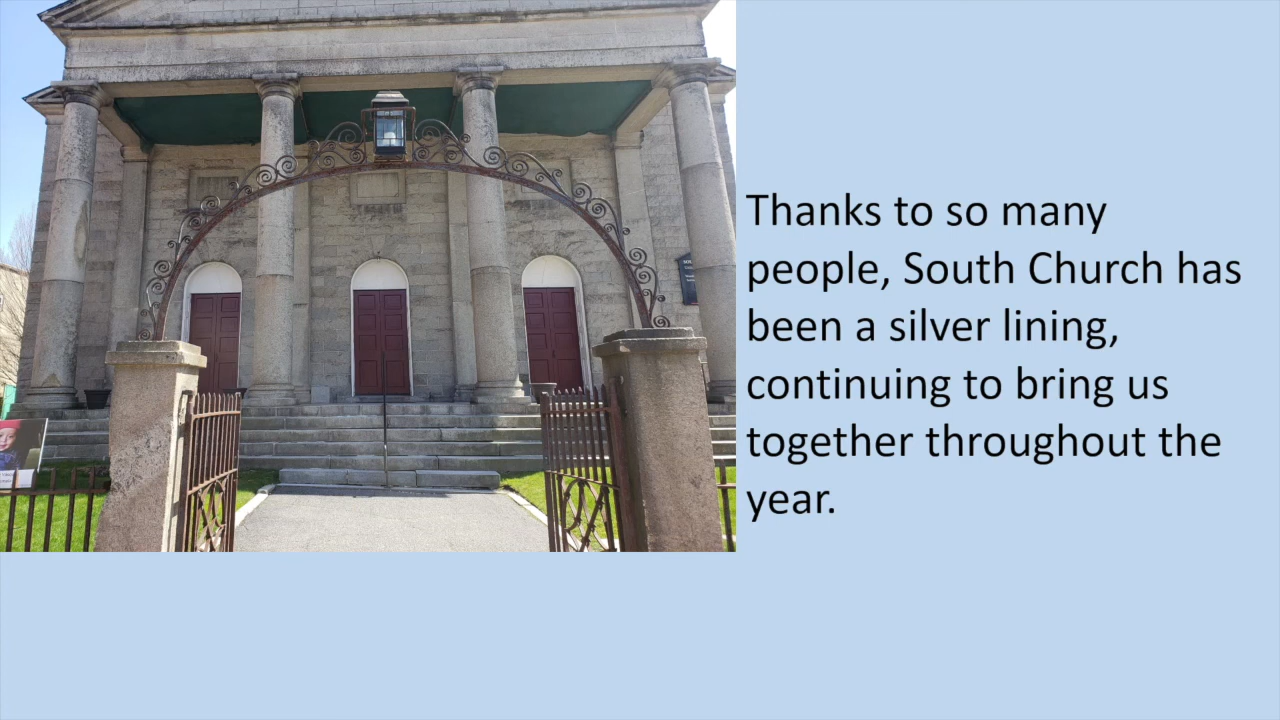 Thanks to so many
people, South Church has
been a silver lining,
continuing to bring us
together throughout the
year.